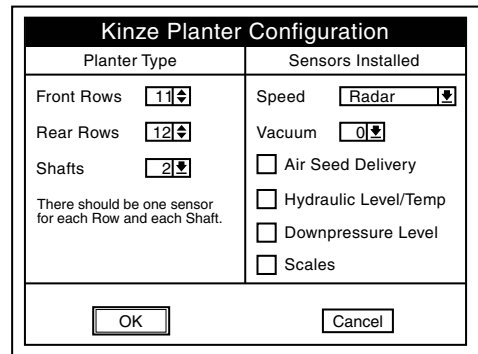 Kinze Planter Configuration
Planter Type
Front Rows 11
Rear Rows 12
Shafts 2
There should be one sensor
for each Row and each Shaft.
Sensors Installed
Speed Radar
Vacuum 0
Air Seed Delivery
Hydraulic Level/Temp
Downpressure Level
Scales
OK
Cancel